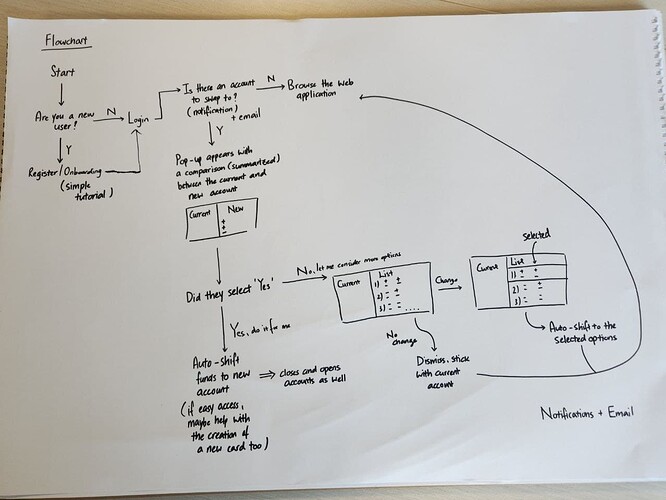 Flowchart
Start
Are you a new
user?
N
Login
Y
Register/Onboarding
(simple
tutorial)
Is there an account
to swap to?
(notification)
+ email
N
Browse the web
application
Y
Pop-up appears with
a comparison (summarized)
between the current and
new account
Current
New
+
+
-
Did they select 'Yes'
No, let me consider more options
Current
List
1) + +
- -
2) - +
3) - - ....
Change
selected
Current
List
1) + +
2) - +
3) - -
Yes, do it for me
No
change
Auto-shift to the
selected options
Auto-shift
funds to new
account
⇒ closes and opens
accounts as well
Dismiss, stick
with current
account
(if easy access,
maybe help with
the creation of
a new card too)
Notifications + Email